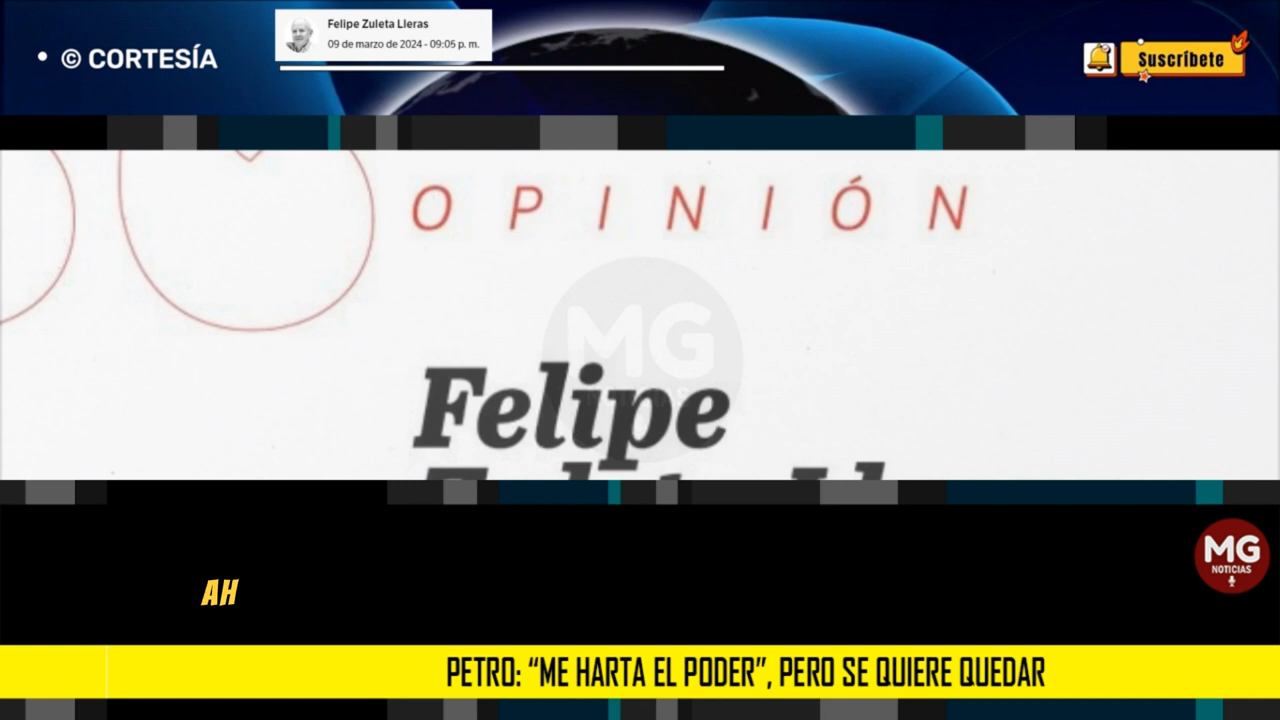 Felipe Zuleta Lleras
• © CORTESÍA
09 de marzo de 2024 - 09:05 p. m.
Suscríbete
OPINIÓN
MG
Felipe
MG
NOTICIAS
AH
PETRO: “ME HARTA EL PODER”, PERO SE QUIERE QUEDAR